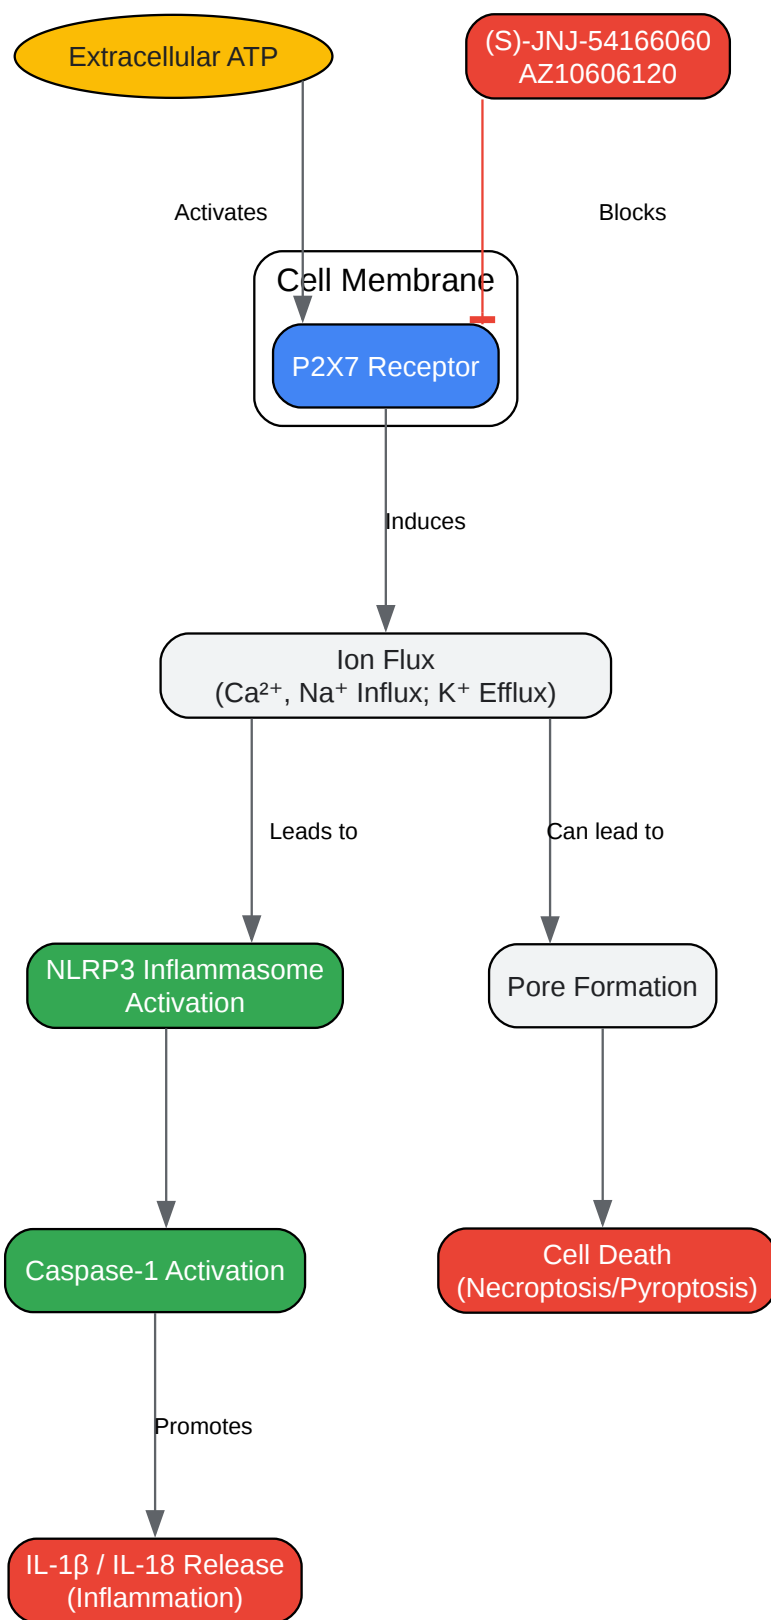 Extracellular ATP
(S)-JNJ-54166060
AZ10606120
Activates
Blocks
Cell Membrane
P2X7 Receptor
Induces
Ion Flux
(Ca²⁺, Na⁺ Influx; K⁺ Efflux)
Leads to
Can lead to
NLRP3 Inflammasome
Activation
Pore Formation
Caspase-1 Activation
Cell Death
(Necroptosis/Pyroptosis)
Promotes
IL-1β / IL-18 Release
(Inflammation)